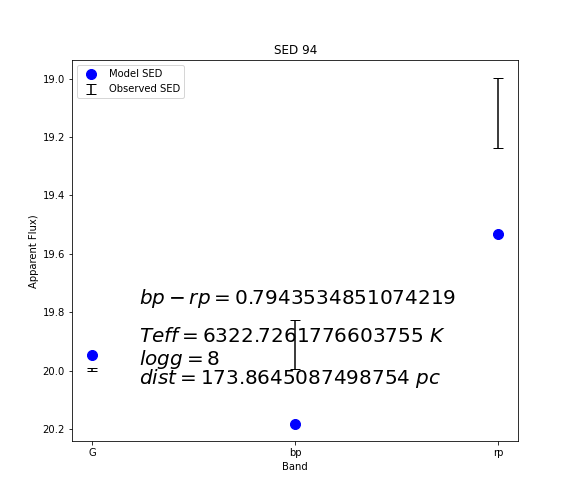 SED 94
Model SED
Observed SED
19.0
19.2
19.4
19.6
19.8
20.0
20.2
Apparent Flux)
bp − rp = 0.7943534851074219
Teff = 6322.7261776603755 K
logg = 8
dist = 173.8645087498754 pc
G
bp
rp
Band